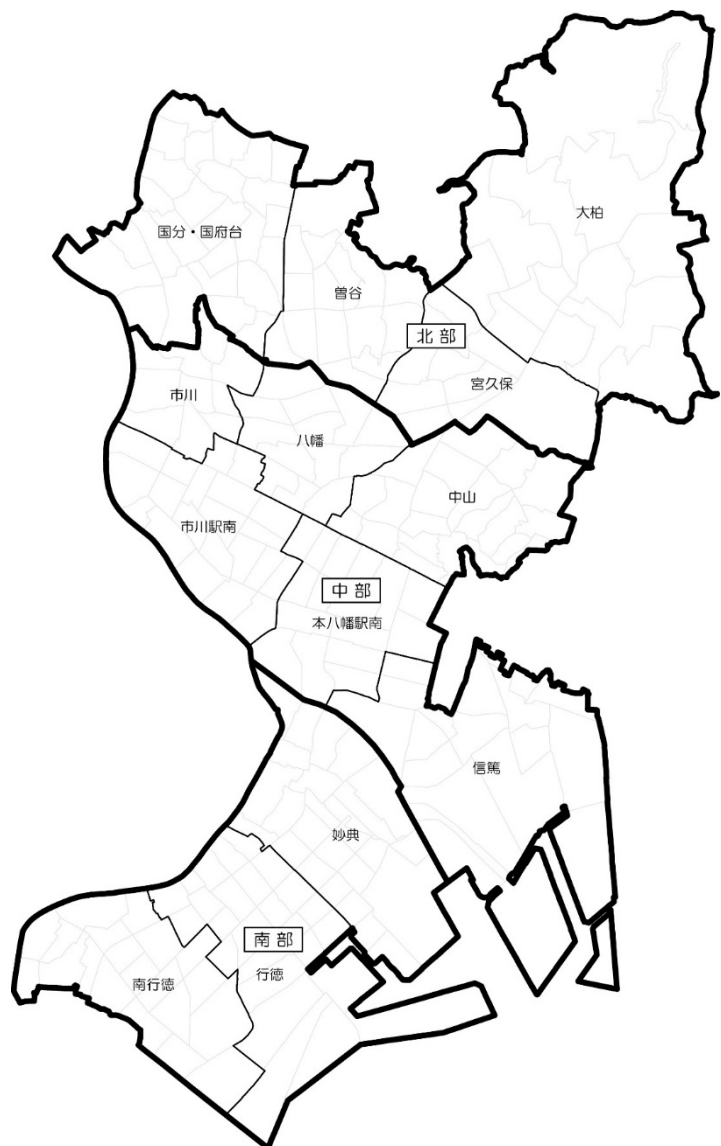 大柏
国分・国府台
曽谷
北部
宮久保
市川
八幡
中山
市川駅南
中部
本八幡駅南
信篤
妙典
南部
行徳
南行徳